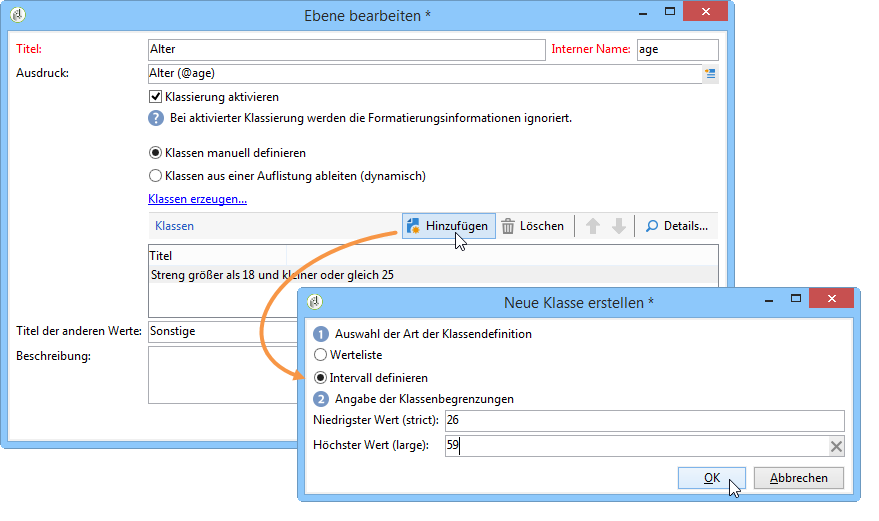 Ebene bearbeiten *
Titel: Alter Interner Name: age
Ausdruck: Alter (@age)
Klassierung aktivieren
Bei aktivierter Klassierung werden die Formatierungsinformationen ignoriert.
Klassen manuell definieren
Klassen aus einer Auflistung ableiten (dynamisch)
Klassen erzeugen...
Klassen Hinzufügen Löschen Details...
Titel
Streng größer als 18 und kleiner oder gleich 25
Titel der anderen Werte: Sonstige
Beschreibung:
Neue Klasse erstellen *
1 Auswahl der Art der Klassendefinition
Werteliste
Intervall definieren
2 Angabe der Klassenbegrenzungen
Niedrigster Wert (strict): 26
Höchster Wert (large): 59
OK Abbrechen